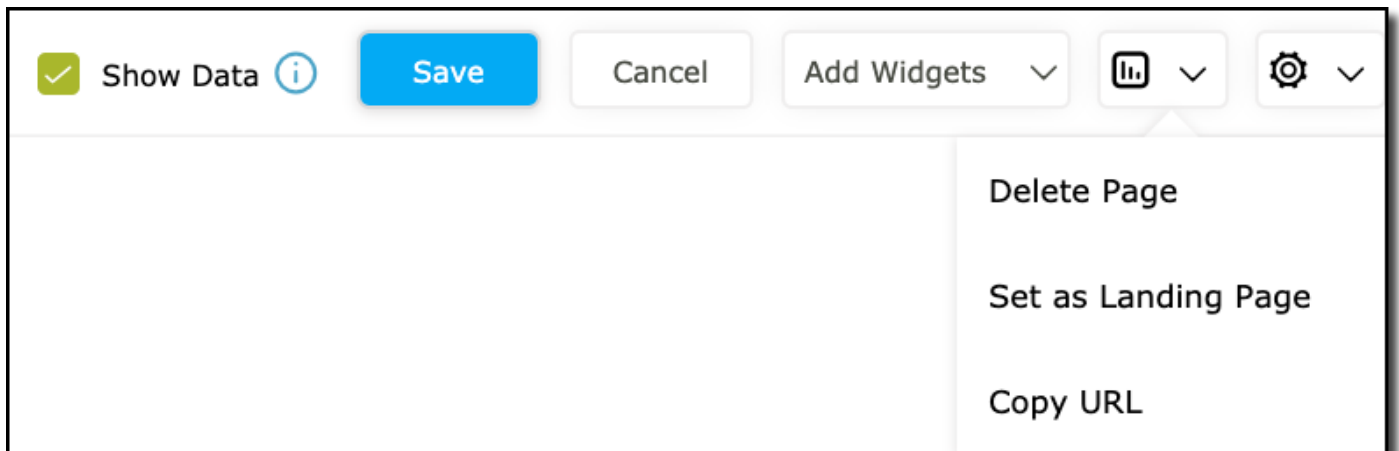 Show Data
Save
Cancel
Add Widgets
Delete Page
Set as Landing Page
Copy URL